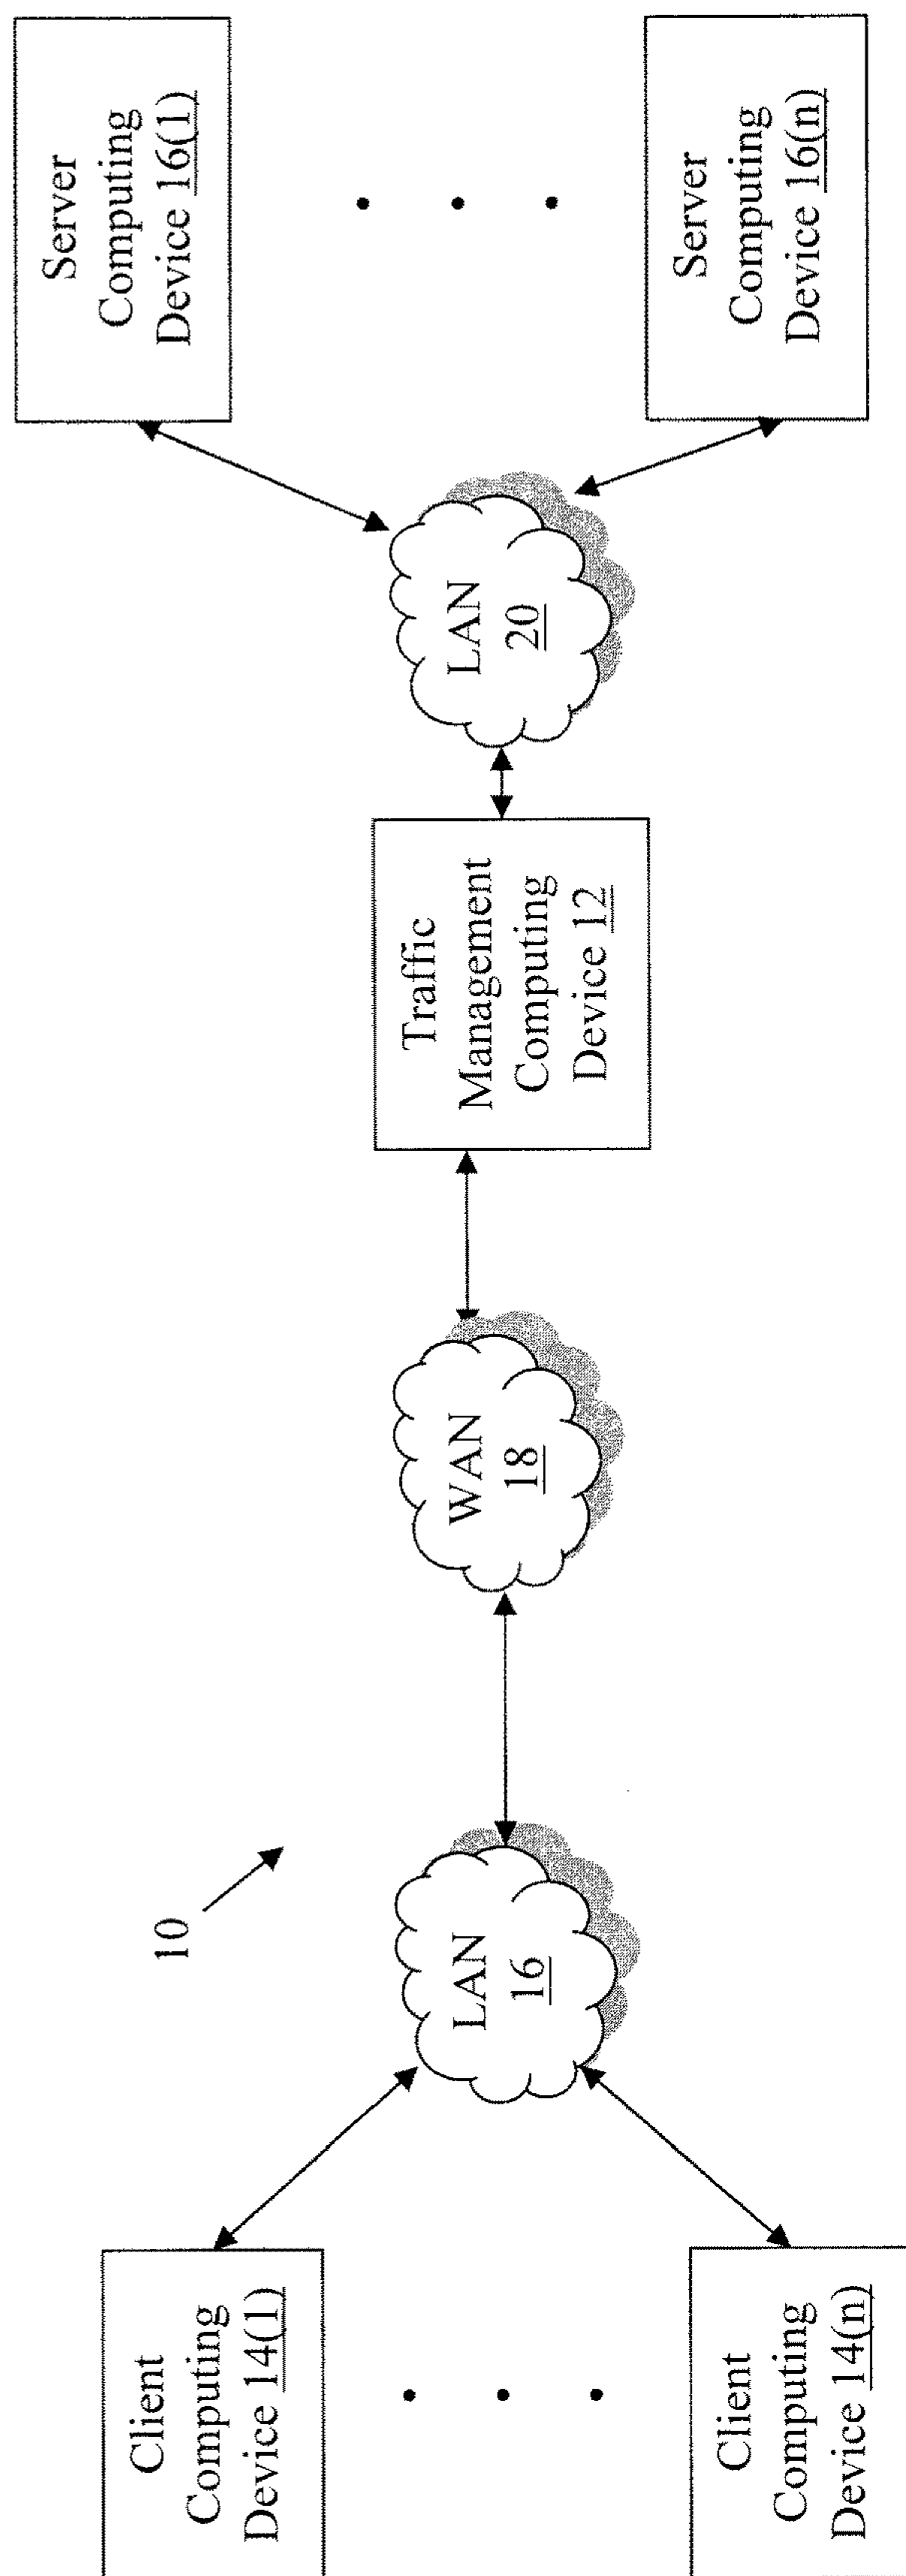 10
Client
Computing
Device 14(1)
Client
Computing
Device 14(n)
LAN
16
WAN
18
Traffic
Management
Computing
Device 12
LAN
20
Server
Computing
Device 16(1)
Server
Computing
Device 16(n)